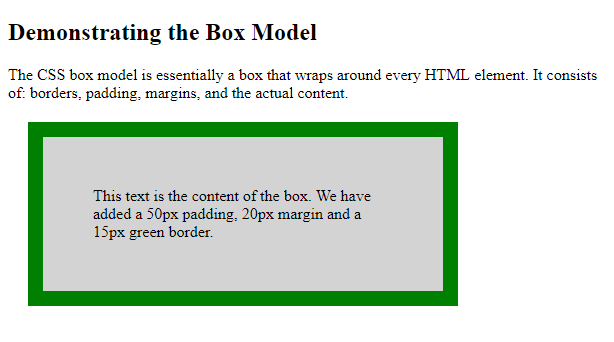 Demonstrating the Box Model
The CSS box model is essentially a box that wraps around every HTML element. It consists
of: borders, padding, margins, and the actual content.
This text is the content of the box. We have
added a 50px padding, 20px margin and a
15px green border.